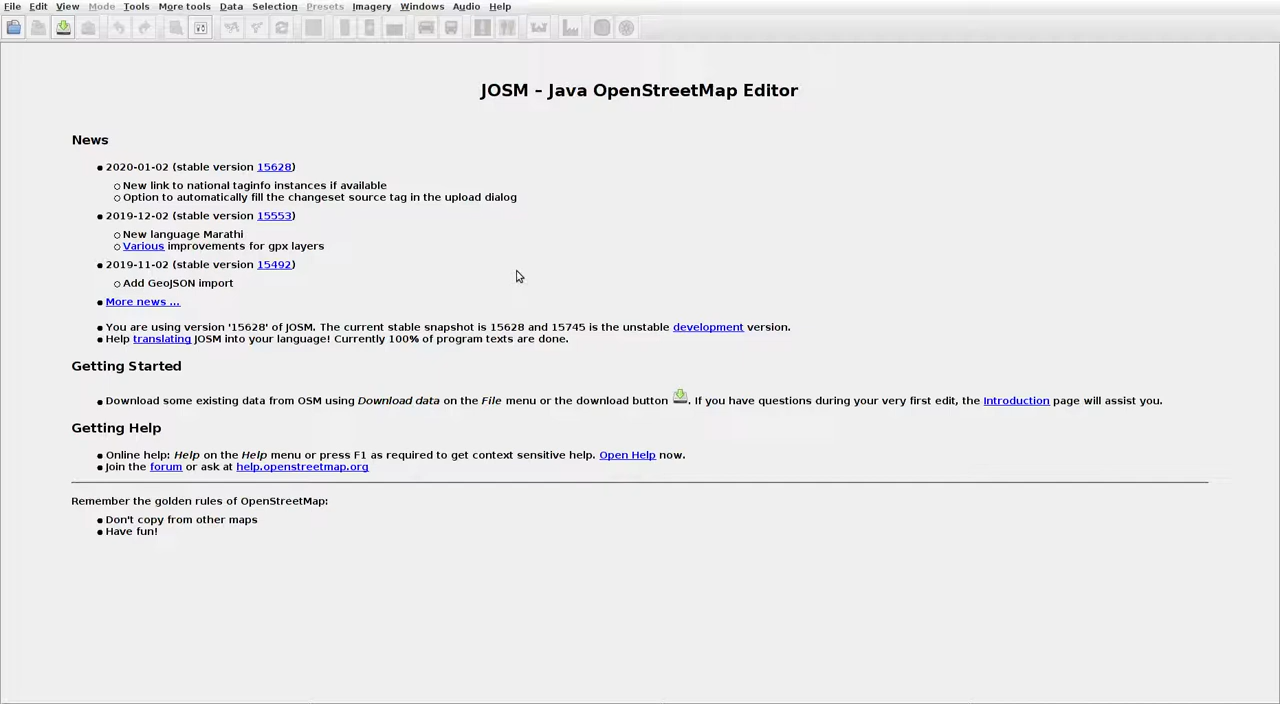 File Edit View Mode Tools More tools Data Selection Presets Imagery Windows Audio Help
JOSM – Java OpenStreetMap Editor
News
2020-01-02 (stable version 15628)
New link to national taginfo instances if available
Option to automatically fill the changeset source tag in the upload dialog
2019-12-02 (stable version 15553)
New language Marathi
Various improvements for gpx layers
2019-11-02 (stable version 15492)
Add GeoJSON import
More news ...
You are using version '15628' of JOSM. The current stable snapshot is 15628 and 15745 is the unstable development version.
Help translating JOSM into your language! Currently 100% of program texts are done.
Getting Started
Download some existing data from OSM using Download data on the File menu or the download button . If you have questions during your very first edit, the Introduction page will assist you.
Getting Help
Online help: Help on the Help menu or press F1 as required to get context sensitive help. Open Help now.
Join the forum or ask at help.openstreetmap.org
Remember the golden rules of OpenStreetMap:
Don't copy from other maps
Have fun!